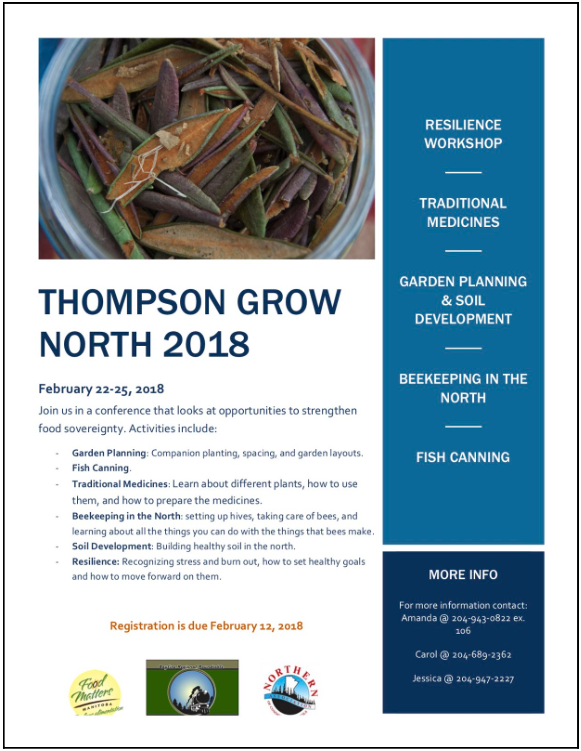 THOMPSON GROW
NORTH 2018
February 22-25, 2018
Join us in a conference that looks at opportunities to strengthen
food sovereignty. Activities include:
- Garden Planning: Companion planting, spacing, and garden layouts.
- Fish Canning.
- Traditional Medicines: Learn about different plants, how to use
them, and how to prepare the medicines.
- Beekeeping in the North: setting up hives, taking care of bees, and
learning about all the things you can do with the things that bees make.
- Soil Development: Building healthy soil in the north.
- Resilience: Recognizing stress and burn out, how to set healthy goals
and how to move forward on them.
Registration is due February 12, 2018
Food
Matters
MANITOBA
NORTHERN
RESILIENCE
WORKSHOP
TRADITIONAL
MEDICINES
GARDEN PLANNING
& SOIL
DEVELOPMENT
BEEKEEPING IN THE
NORTH
FISH CANNING
MORE INFO
For more information contact:
Amanda @ 204-943-0822 ex.
106
Carol @ 204-689-2362
Jessica @ 204-947-2227